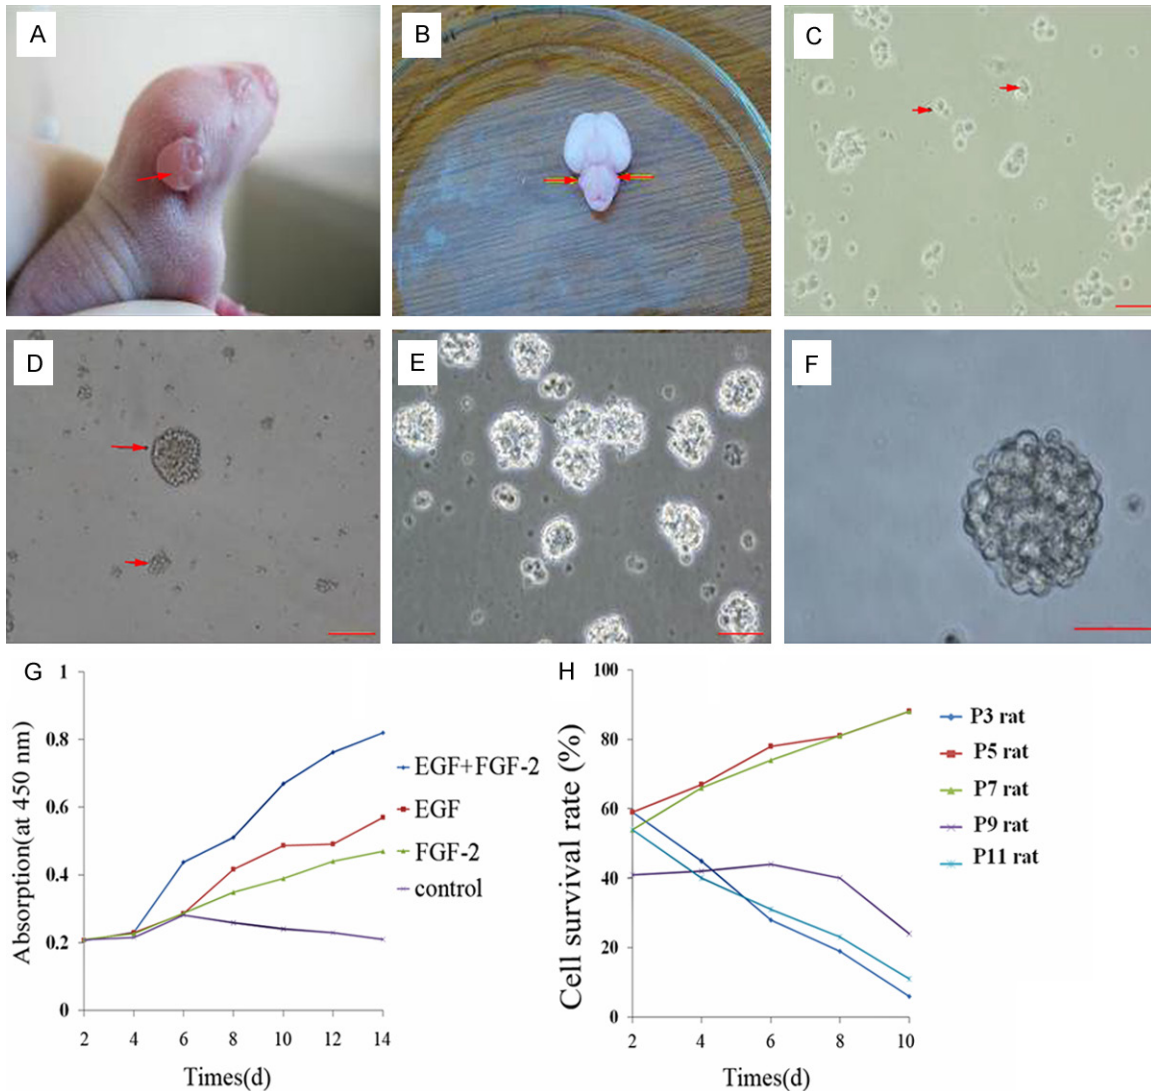 A
B
C
D
E
F
G
Absorption(at 450 nm)
1
0.8
0.6
0.4
0.2
0
2 4 6 8 10 12 14
Times(d)
EGF+FGF-2
EGF
FGF-2
control
H
Cell survival rate (%)
100
80
60
40
20
0
2 4 6 8 10
Times(d)
P3 rat
P5 rat
P7 rat
P9 rat
P11 rat